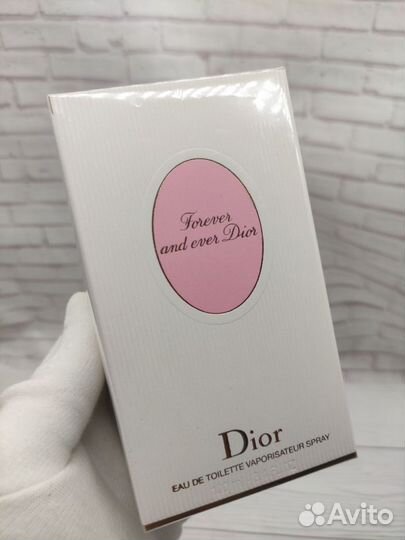 Forever
and ever Dior
Dior
EAU DE TOILETTE VAPORISATEUR SPRAY
Avito